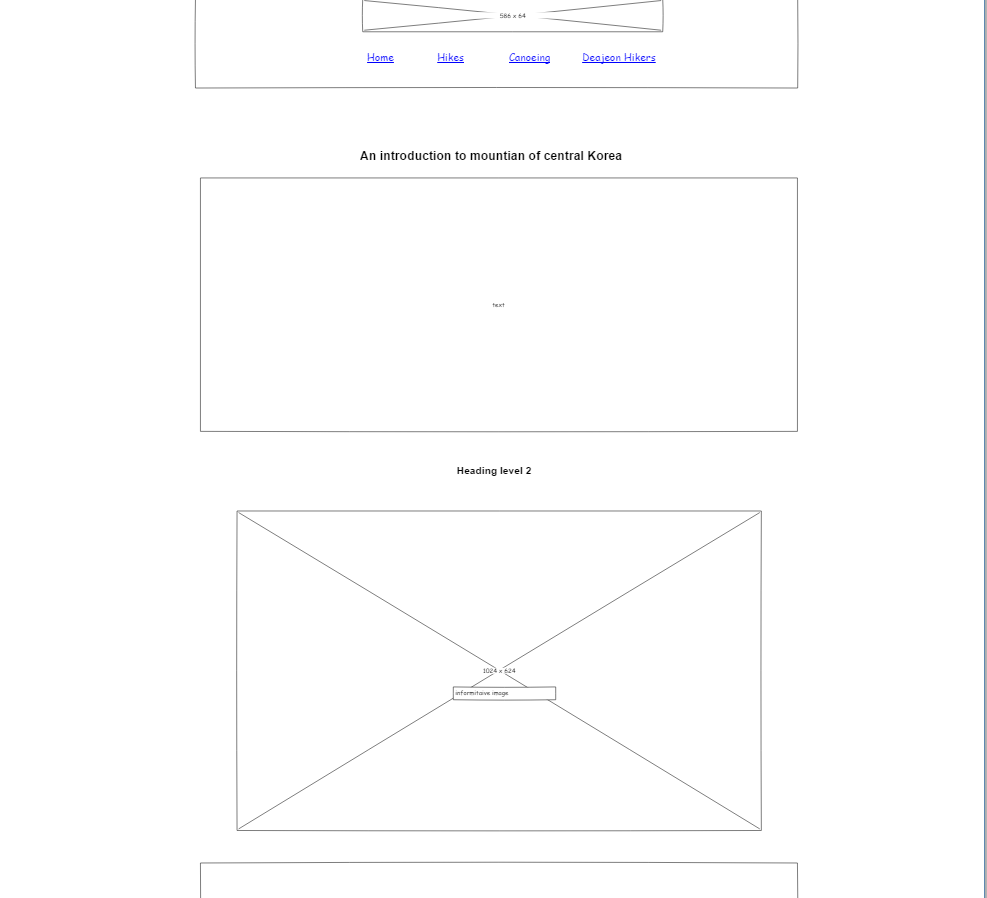 586 x 64
Home Hikes Canoeing Deajeon Hikers
An introduction to mountian of central Korea
text
Heading level 2
1024 x 624
informitaive image